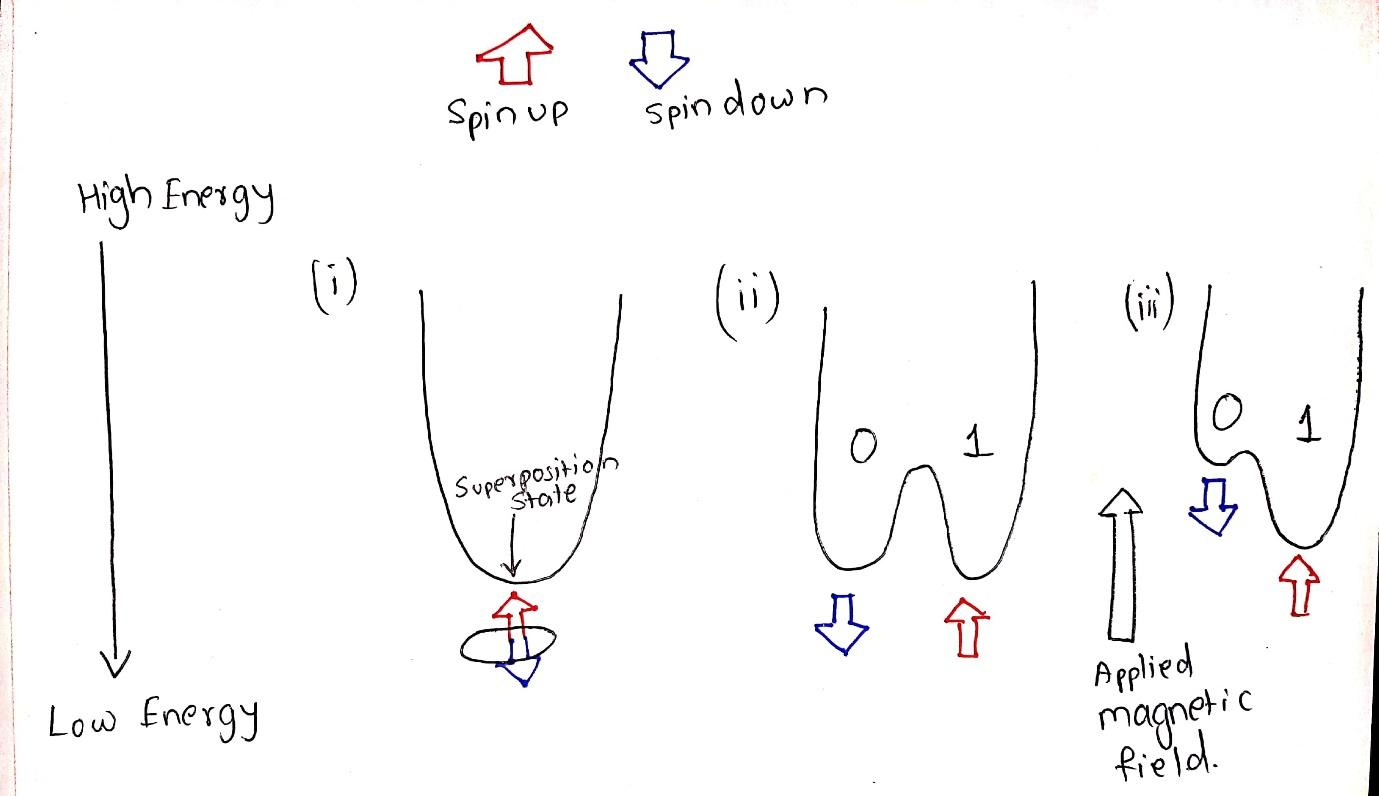 Spin up
spin down
High Energy
(i)
(ii)
(iii)
Superposition
State
0
1
0
1
Low Energy
Applied
magnetic
field.